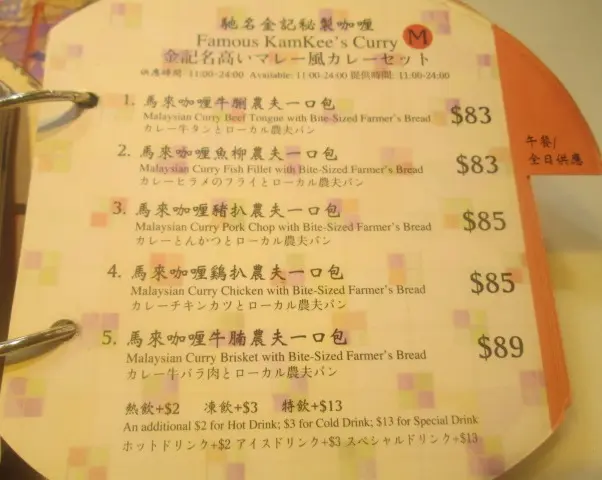 馳名金記秘製咖喱
Famous KamKee's Curry M
金記名高いマレー風カレーセット
供應時間: 11:00-24:00 Available: 11:00-24:00 提供時間: 11:00-24:00
1. 馬來咖喱牛脷農夫一口包 $83
Malaysian Curry Beef Tongue with Bite-Sized Farmer's Bread
カレー牛タンとローカル農夫パン
2. 馬來咖喱魚柳農夫一口包 $83
Malaysian Curry Fish Fillet with Bite-Sized Farmer's Bread
カレーヒラメのフライとローカル農夫パン
3. 馬來咖喱豬扒農夫一口包 $85
Malaysian Curry Pork Chop with Bite-Sized Farmer's Bread
カレーとんかつとローカル農夫パン
4. 馬來咖喱鷄扒農夫一口包 $85
Malaysian Curry Chicken with Bite-Sized Farmer's Bread
カレーチキンカツとローカル農夫パン
5. 馬來咖喱牛腩農夫一口包 $89
Malaysian Curry Brisket with Bite-Sized Farmer's Bread
カレー牛バラ肉とローカル農夫パン
熱飲+$2 凍飲+$3 特飲+$13
An additional $2 for Hot Drink; $3 for Cold Drink; $13 for Special Drink
ホットドリンク+$2 アイスドリンク+$3 スペシャルドリンク+$13
午餐/
全日供應